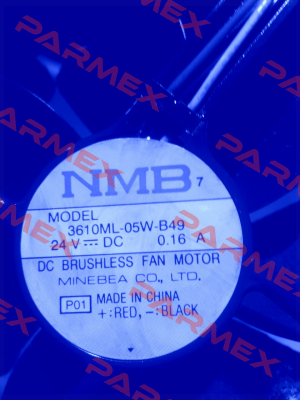 PARMEX
PARMEX
NMB 7
MODEL
3610ML-05W-B49
24 V DC 0.16 A
DC BRUSHLESS FAN MOTOR
MINEBEA CO., LTD.
P01 MADE IN CHINA
+:RED, -:BLACK
PARMEX
PARMEX
PARMEX
PARMEX